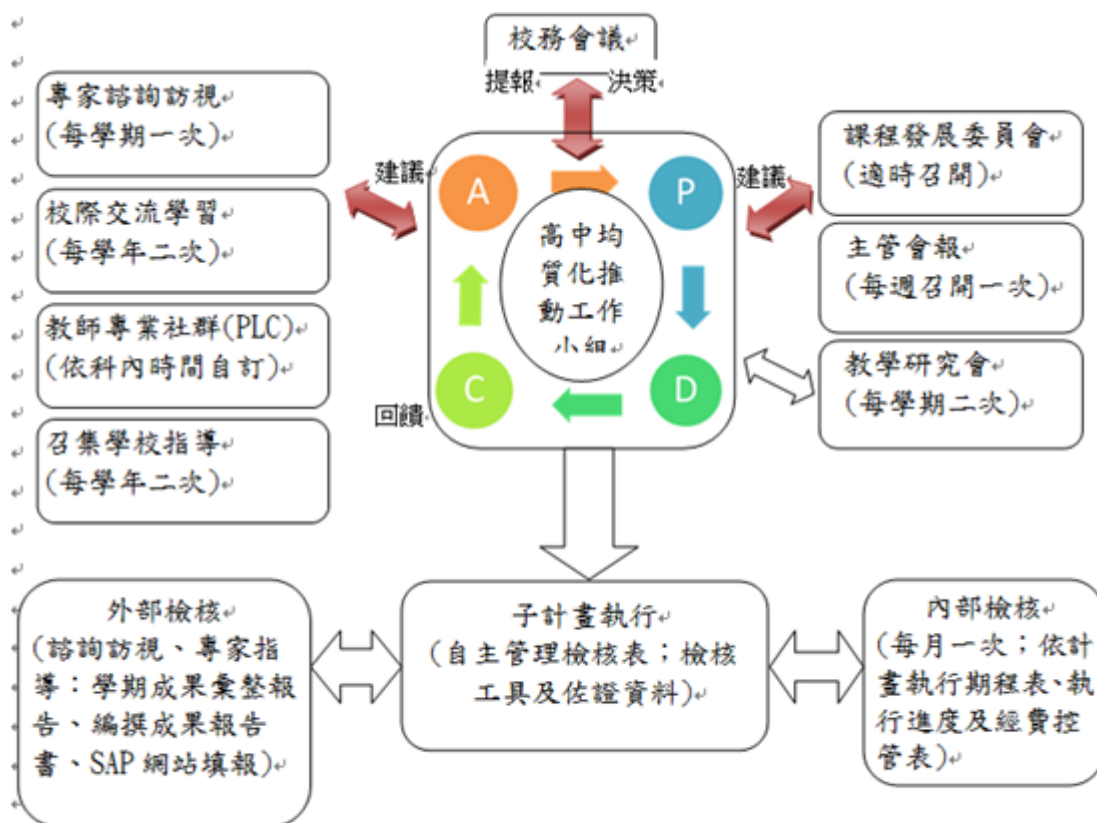 校務會議
提報 決策
專家諮詢訪視
(每學期一次)
校際交流學習
(每學年二次)
教師專業社群(PLC)
(依科內時間自訂)
召集學校指導
(每學年二次)
建議
回饋
A
P
高中均
質化推
動工作
小組
C
D
建議
課程發展委員會
(適時召開)
主管會報
(每週召開一次)
教學研究會
(每學期二次)
外部檢核
(諮詢訪視、專家指
導：學期成果彙整報
告、編撰成果報告
書、SAP 網站填報)
子計畫執行
(自主管理檢核表；檢核
工具及佐證資料)
內部檢核
(每月一次；依計
畫執行期程表、執
行進度及經費控
管表)